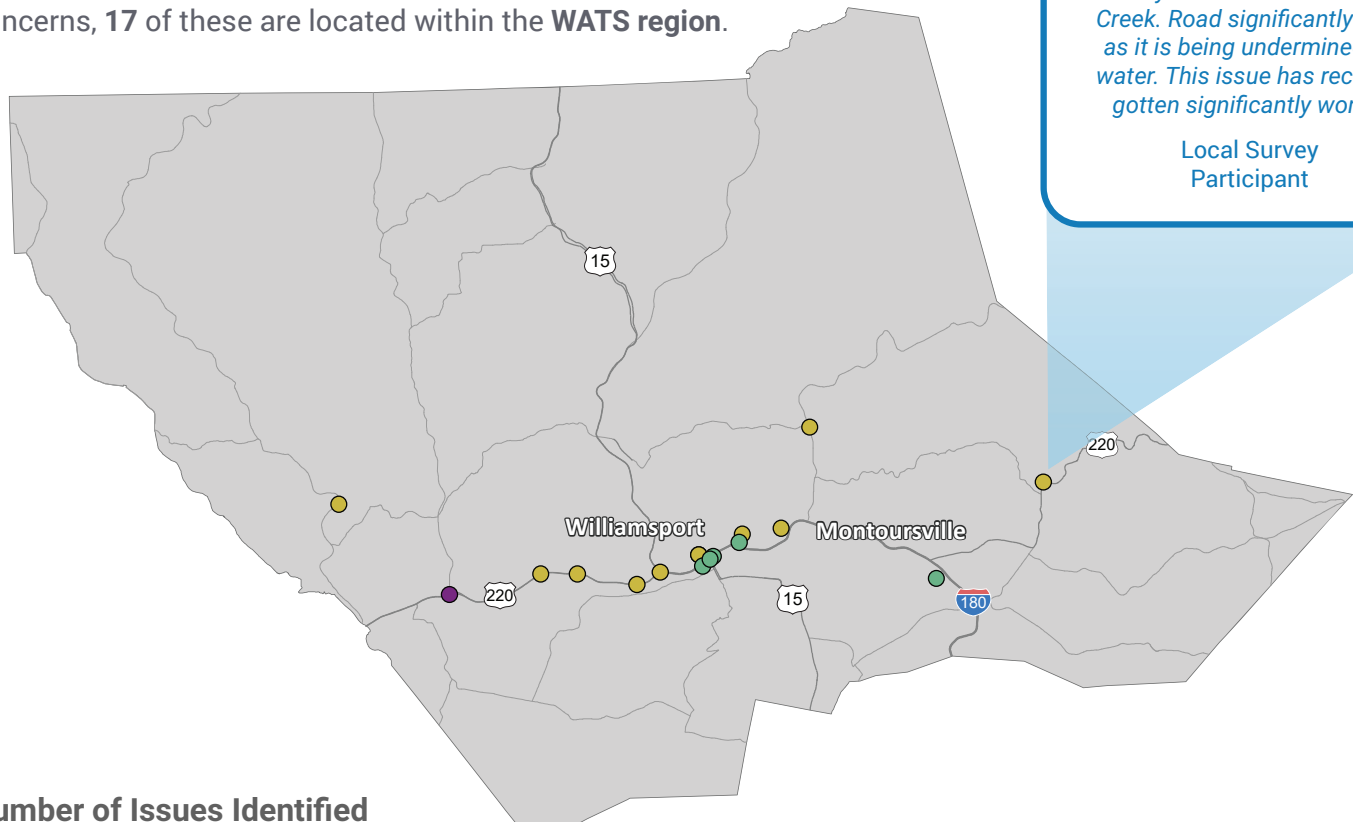 ncerns, 17 of these are located within the WATS region.
Creek. Road significantly
as it is being undermine
water. This issue has rec
gotten significantly wor
Local Survey
Participant
15
220
Williamsport
Montoursville
220
15
180
umber of Issues Identified